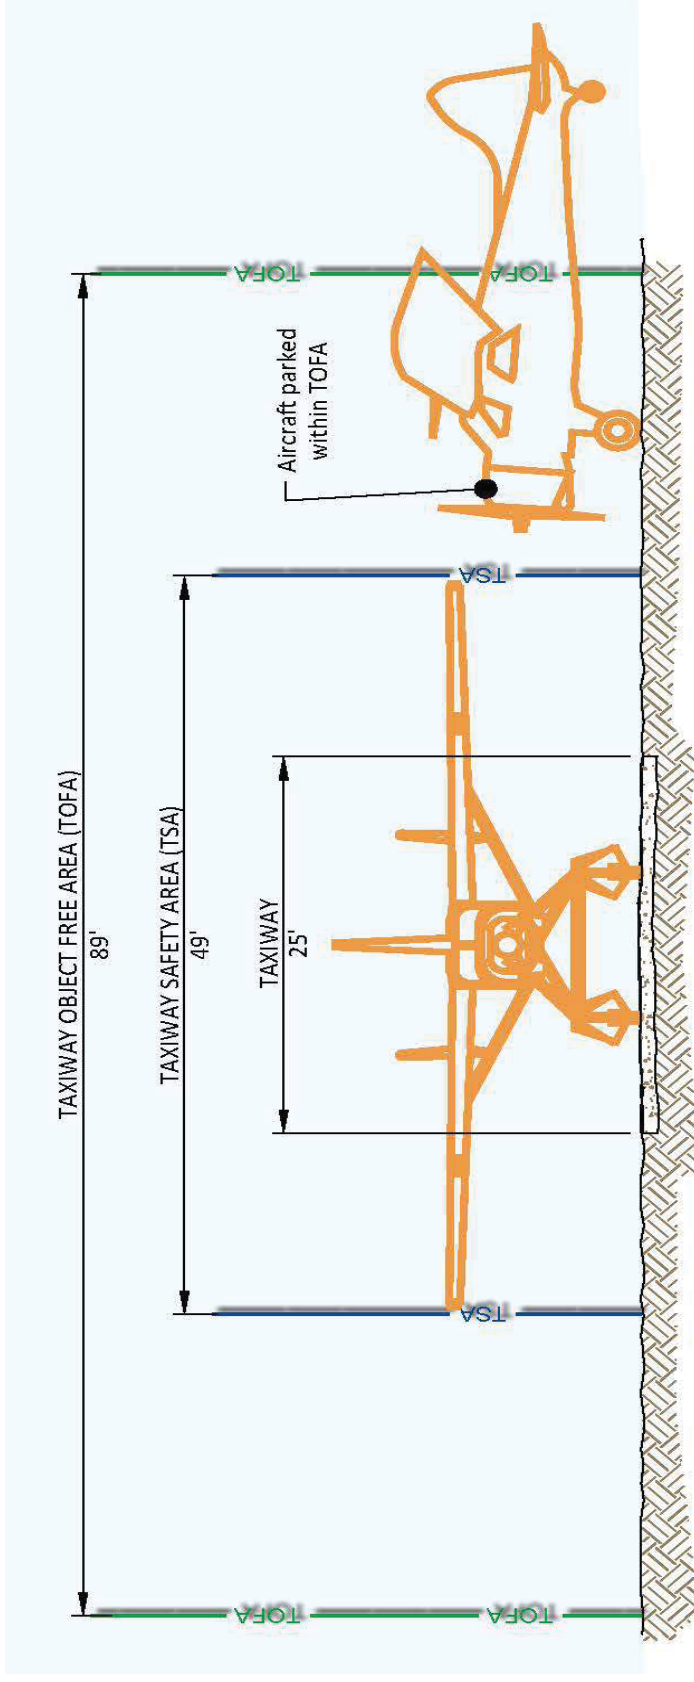 TAXIWAY OBJECT FREE AREA (TOFA)
89'
TAXIWAY SAFETY AREA (TSA)
49'
TAXIWAY
25'
Aircraft parked
within TOFA
TOFA
TOFA
TSA
TSA
TOFA
TOFA